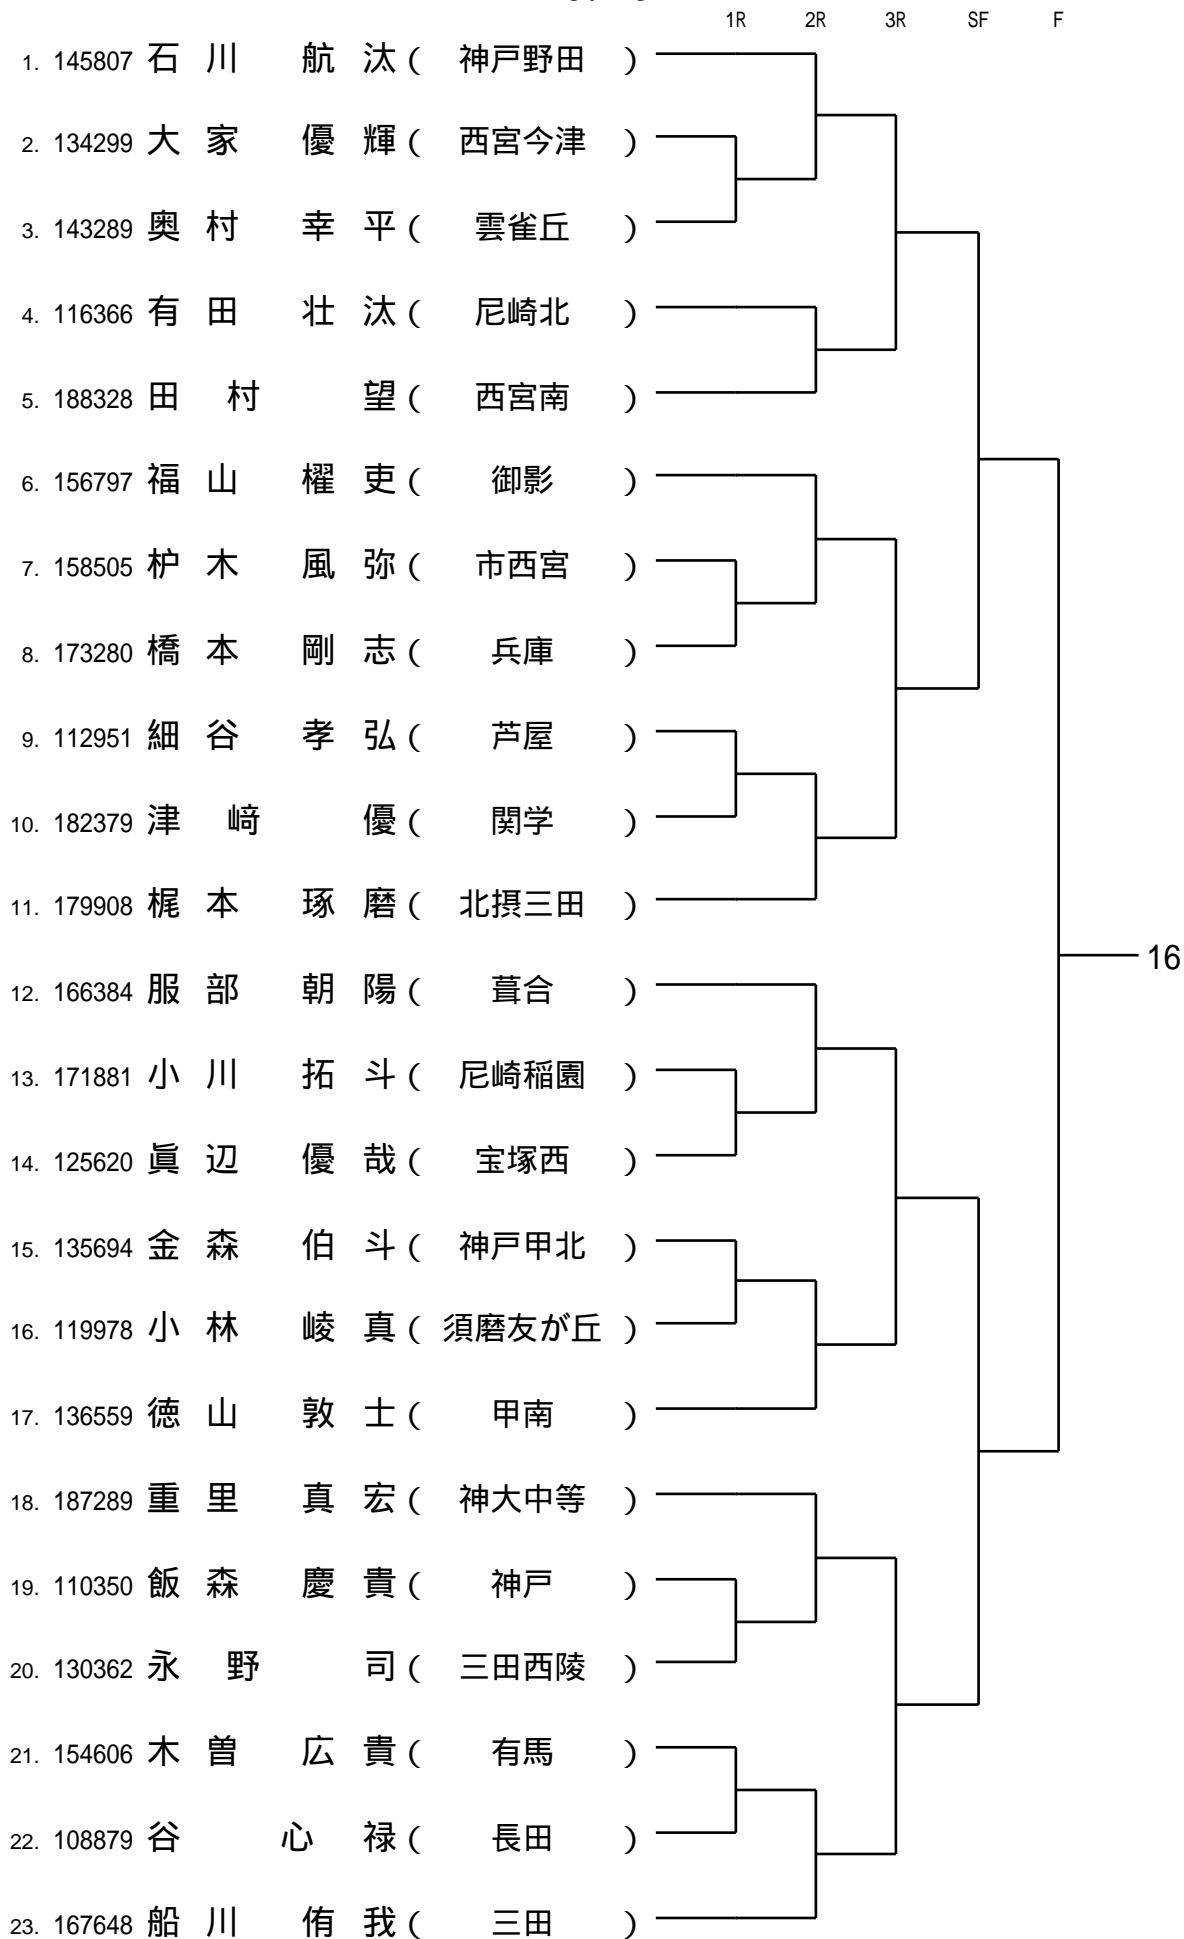 1R 2R 3R SF F
1. 145807 石川 航汰 ( 神戸野田 )
2. 134299 大家 優輝 ( 西宮今津 )
3. 143289 奥村 幸平 ( 雲雀丘 )
4. 116366 有田 壮汰 ( 尼崎北 )
5. 188328 田村 望 ( 西宮南 )
6. 156797 福山 櫂吏 ( 御影 )
7. 158505 枦木 風弥 ( 市西宮 )
8. 173280 橋本 剛志 ( 兵庫 )
9. 112951 細谷 孝弘 ( 芦屋 )
10. 182379 津﨑 優 ( 関学 )
11. 179908 梶本 琢磨 ( 北摂三田 )
16
12. 166384 服部 朝陽 ( 葺合 )
13. 171881 小川 拓斗 ( 尼崎稲園 )
14. 125620 眞辺 優哉 ( 宝塚西 )
15. 135694 金森 伯斗 ( 神戸甲北 )
16. 119978 小林 崚真 ( 須磨友が丘 )
17. 136559 徳山 敦士 ( 甲南 )
18. 187289 重里 真宏 ( 神大中等 )
19. 110350 飯森 慶貴 ( 神戸 )
20. 130362 永野 司 ( 三田西陵 )
21. 154606 木曽 広貴 ( 有馬 )
22. 108879 谷 心禄 ( 長田 )
23. 167648 船川 侑我 ( 三田 )